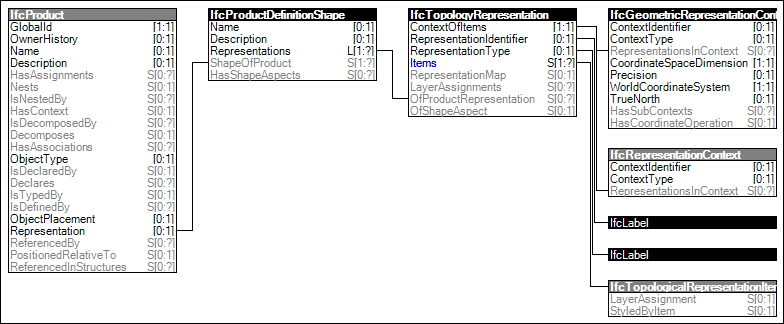 IfcProduct
GlobalId [1:1]
OwnerHistory [0:1]
Name [0:1]
Description [0:1]
HasAssignments S[0:?]
Nests S[0:1]
IsNestedBy S[0:?]
HasContext S[0:1]
IsDecomposedBy S[0:?]
Decomposes S[0:1]
HasAssociations S[0:?]
ObjectType [0:1]
IsDeclaredBy S[0:1]
Declares S[0:?]
IsTypedBy S[0:1]
IsDefinedBy S[0:?]
ObjectPlacement [0:1]
Representation [0:1]
ReferencedBy S[0:?]
PositionedRelativeTo S[0:1]
ReferencedInStructures S[0:?]
IfcProductDefinitionShape
Name [0:1]
Description [0:1]
Representations L[1:?]
ShapeOfProduct S[1:?]
HasShapeAspects S[0:?]
IfcTopologyRepresentation
ContextOfItems [1:1]
RepresentationIdentifier [0:1]
RepresentationType [0:1]
Items S[1:?]
RepresentationMap S[0:1]
LayerAssignments S[0:?]
OfProductRepresentation S[0:?]
OfShapeAspect S[0:1]
IfcGeometricRepresentationCon
ContextIdentifier [0:1]
ContextType [0:1]
RepresentationsInContext S[0:?]
CoordinateSpaceDimension [1:1]
Precision [0:1]
WorldCoordinateSystem [1:1]
TrueNorth [0:1]
HasSubContexts S[0:?]
HasCoordinateOperation S[0:1]
IfcRepresentationContext
ContextIdentifier [0:1]
ContextType [0:1]
RepresentationsInContext S[0:?]
IfcLabel
IfcLabel
IfcTopologicalRepresentationIter
LayerAssignment S[0:1]
StyledByItem S[0:1]